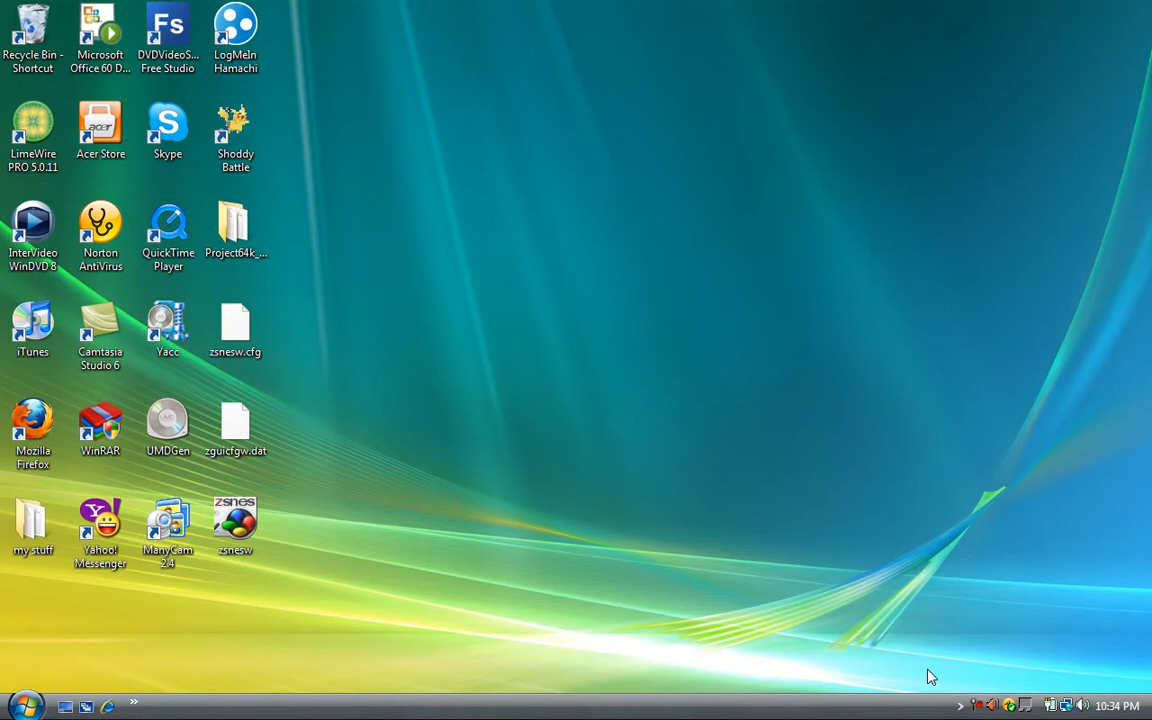 Recycle Bin -
Shortcut
Microsoft
Office 60 D...
Fs
DVDVideoS...
Free Studio
LogMeIn
Hamachi
LimeWire
PRO 5.0.11
acer
Acer Store
S
Skype
Shoddy
Battle
InterVideo
WinDVD 8
Norton
AntiVirus
QuickTime
Player
Project64k_...
iTunes
Camtasia
Studio 6
Yacc
zsnesw.cfg
Mozilla
Firefox
WinRAR
UMDGen
zguicfgw.dat
my stuff
Y!
Yahoo!
Messenger
ManyCam
2.4
zsnes
zsnesw
10:34 PM